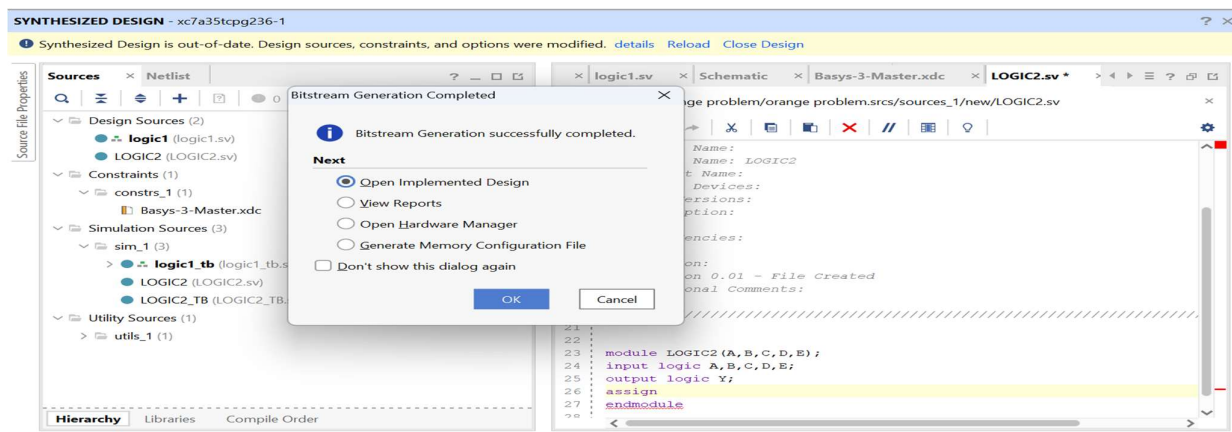 SYNTHESIZED DESIGN - xc7a35tcpg236-1
Synthesized Design is out-of-date. Design sources, constraints, and options were modified. details Reload Close Design
Source File Properties
Sources × Netlist ? _
0
Design Sources (2)
logic1 (logic1.sv)
LOGIC2 (LOGIC2.sv)
Constraints (1)
constrs_1 (1)
Basys-3-Master.xdc
Simulation Sources (3)
sim_1 (3)
logic1_tb (logic1_tb.s
LOGIC2 (LOGIC2.sv)
LOGIC2_TB (LOGIC2_TB.
Utility Sources (1)
utils_1 (1)
Hierarchy Libraries Compile Order
Bitstream Generation Completed
Bitstream Generation successfully completed.
Next
Open Implemented Design
View Reports
Open Hardware Manager
Generate Memory Configuration File
Don't show this dialog again
OK Cancel
logic1.sv × Schematic × Basys-3-Master.xdc × LOGIC2.sv *
ge problem/orange problem.srcs/sources_1/new/LOGIC2.sv
Name:
Name: LOGIC2
t Name:
Devices:
ersions:
ption:
encies:
on:
on 0.01 - File Created
onal Comments:
//////////////////////////////////////////////////
21
22
23 module LOGIC2(A,B,C,D,E);
24 input logic A,B,C,D,E;
25 output logic Y;
26 assign
27 endmodule
28